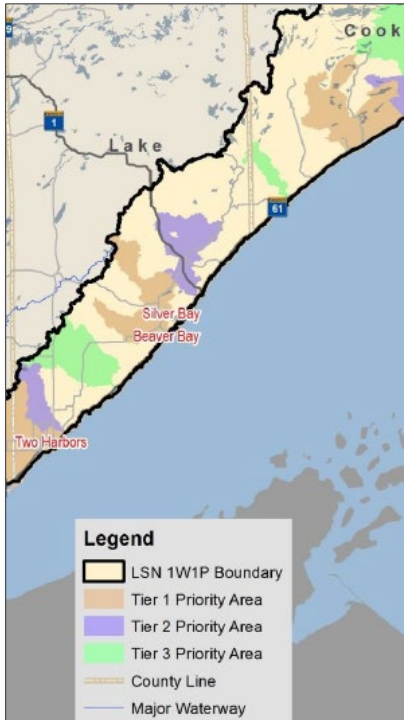 Cook
1
Lake
61
Silver Bay
Beaver Bay
Two Harbors
Legend
LSN 1W1P Boundary
Tier 1 Priority Area
Tier 2 Priority Area
Tier 3 Priority Area
County Line
Major Waterway